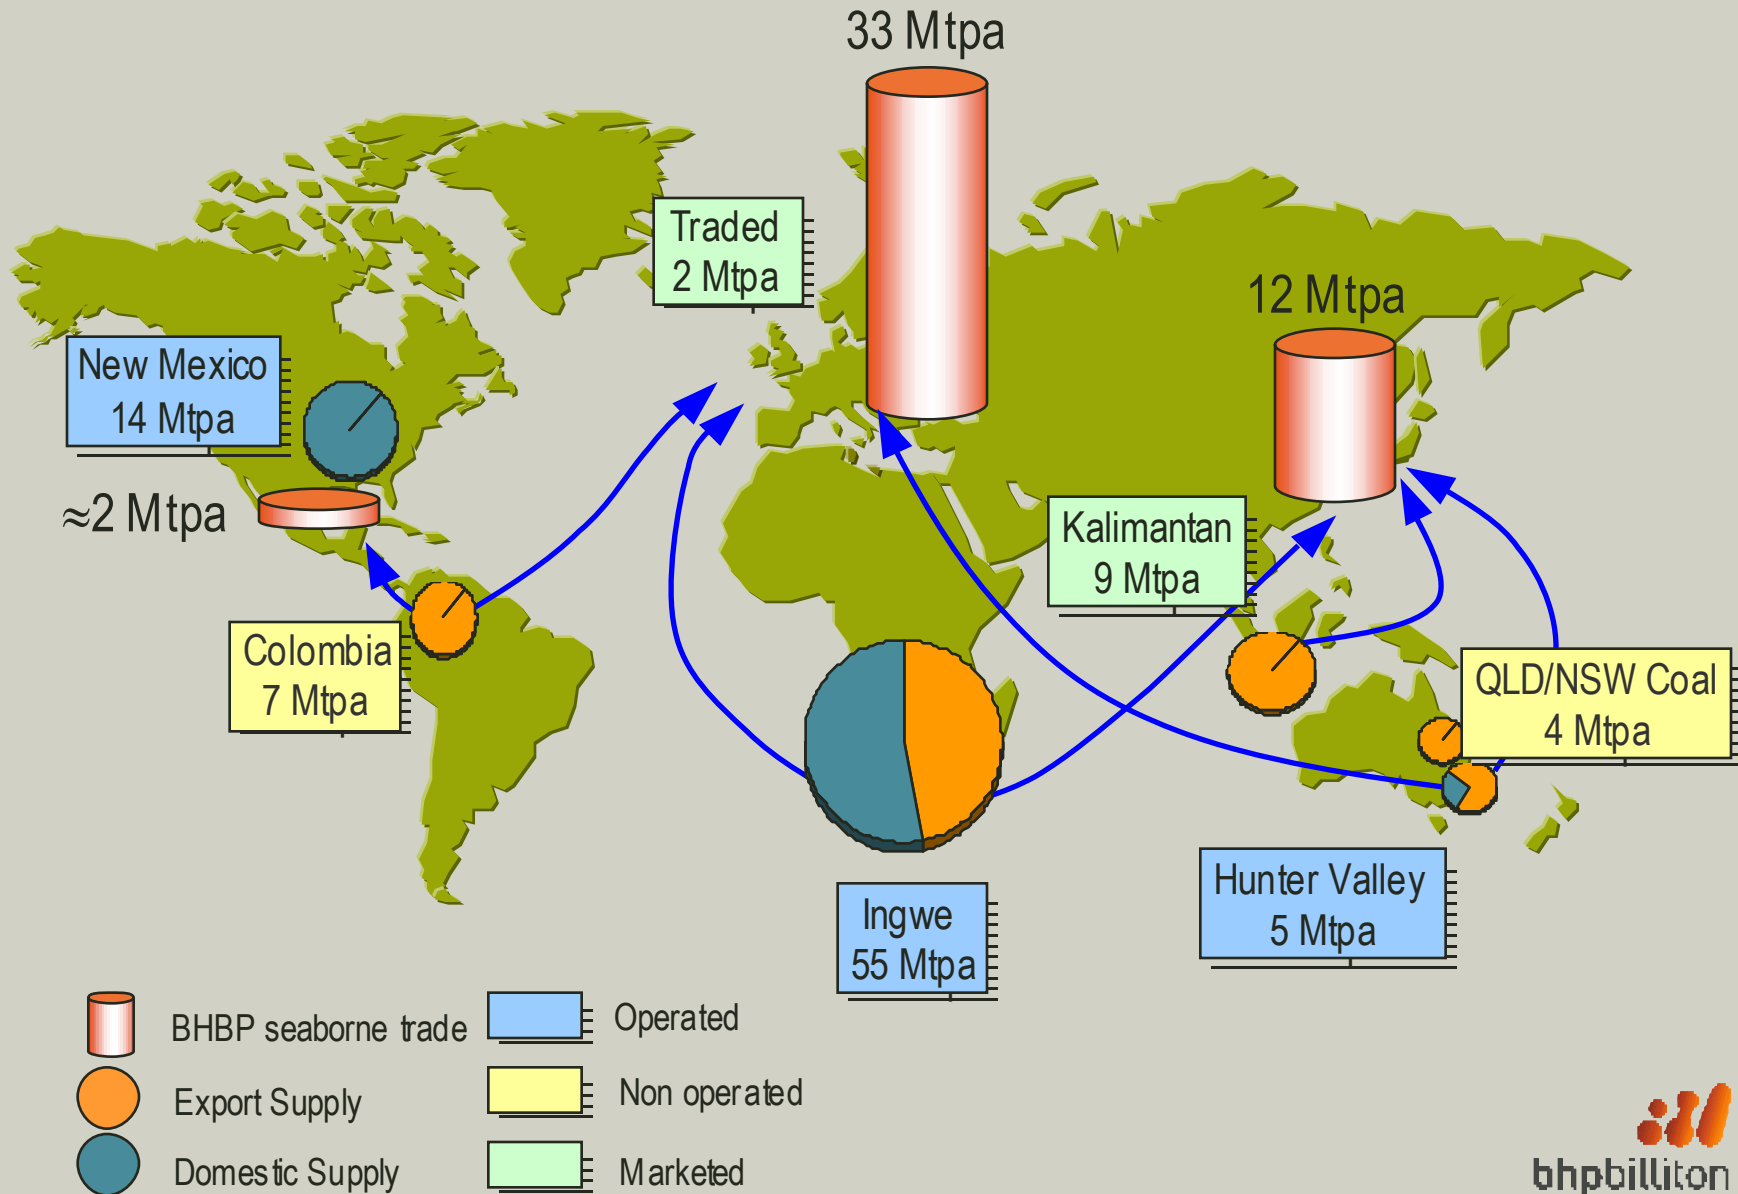 33 Mtpa
Traded
2 Mtpa
12 Mtpa
New Mexico
14 Mtpa
≈2 Mtpa
Kalimantan
9 Mtpa
Colombia
7 Mtpa
QLD/NSW Coal
4 Mtpa
Ingwe
55 Mtpa
Hunter Valley
5 Mtpa
BHBP seaborne trade
Operated
Export Supply
Non operated
Domestic Supply
Marketed
bhpbilliton